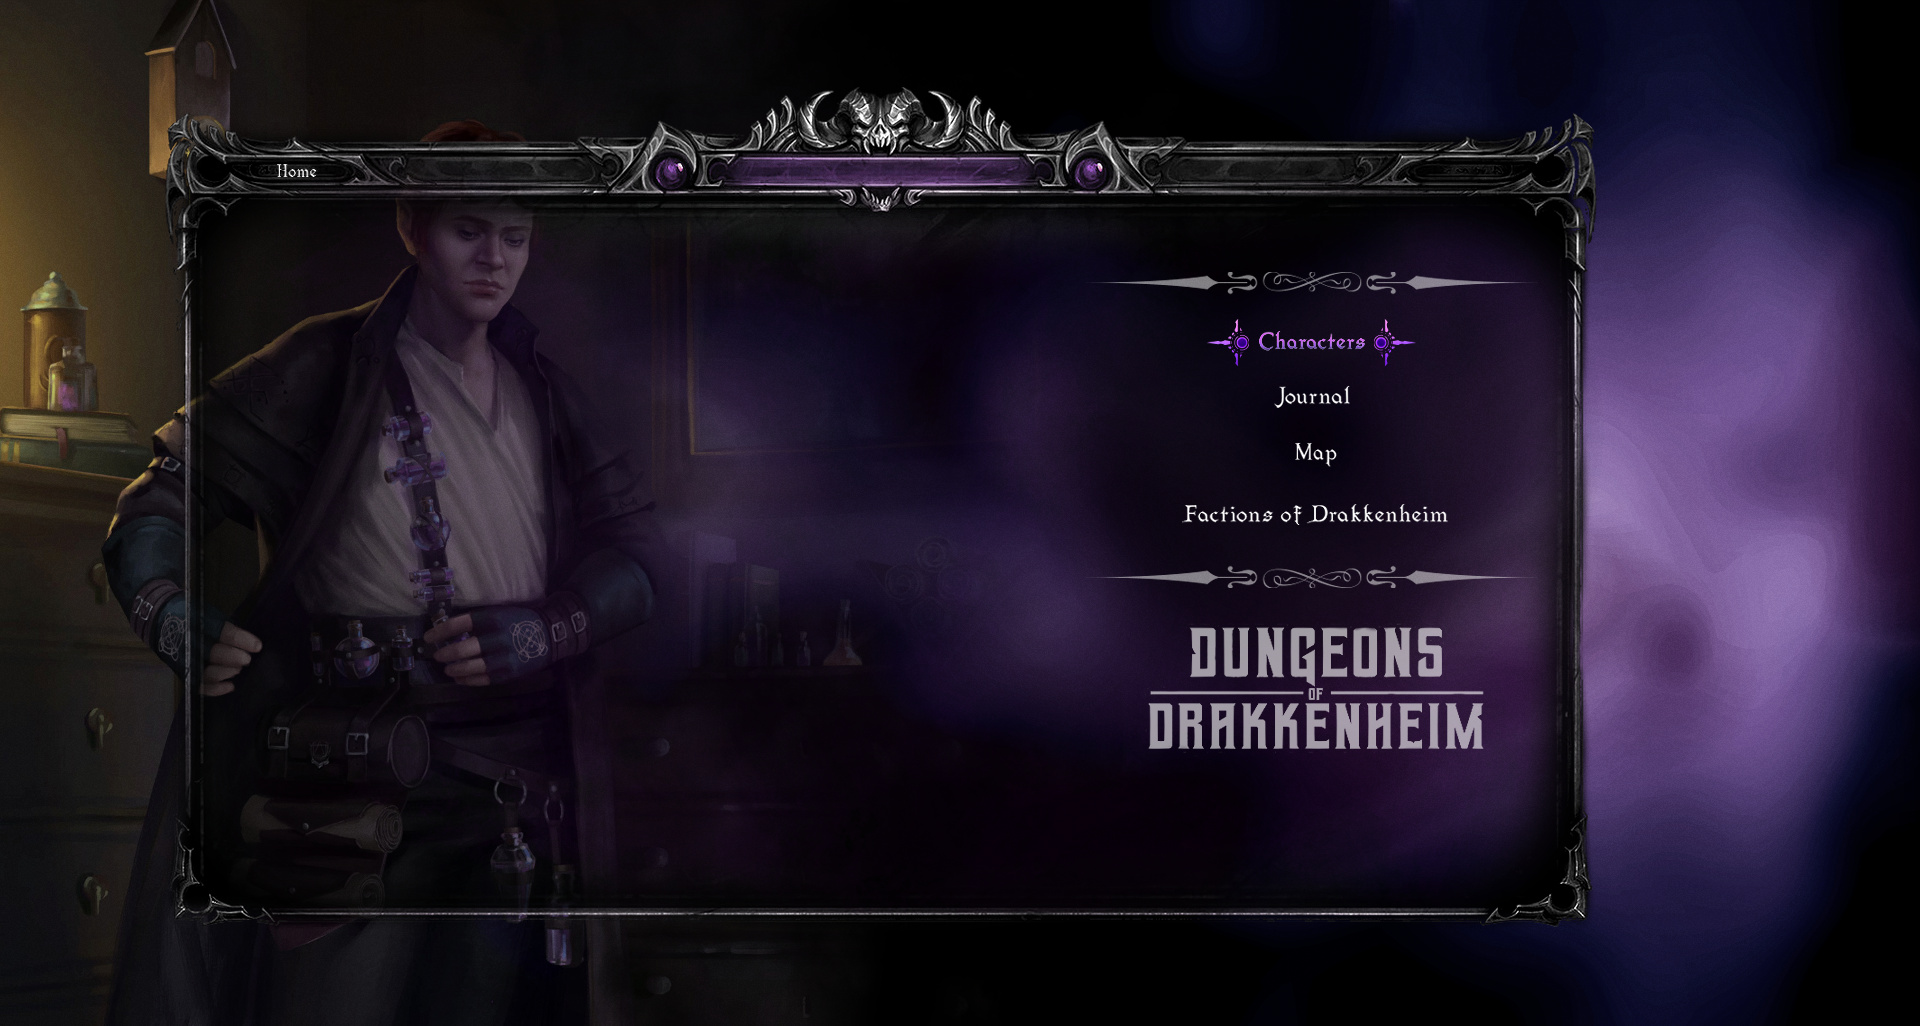 Home
Characters
Journal
Map
Factions of Drakkenheim
DUNGEONS
OF
DRAKKENHEIM